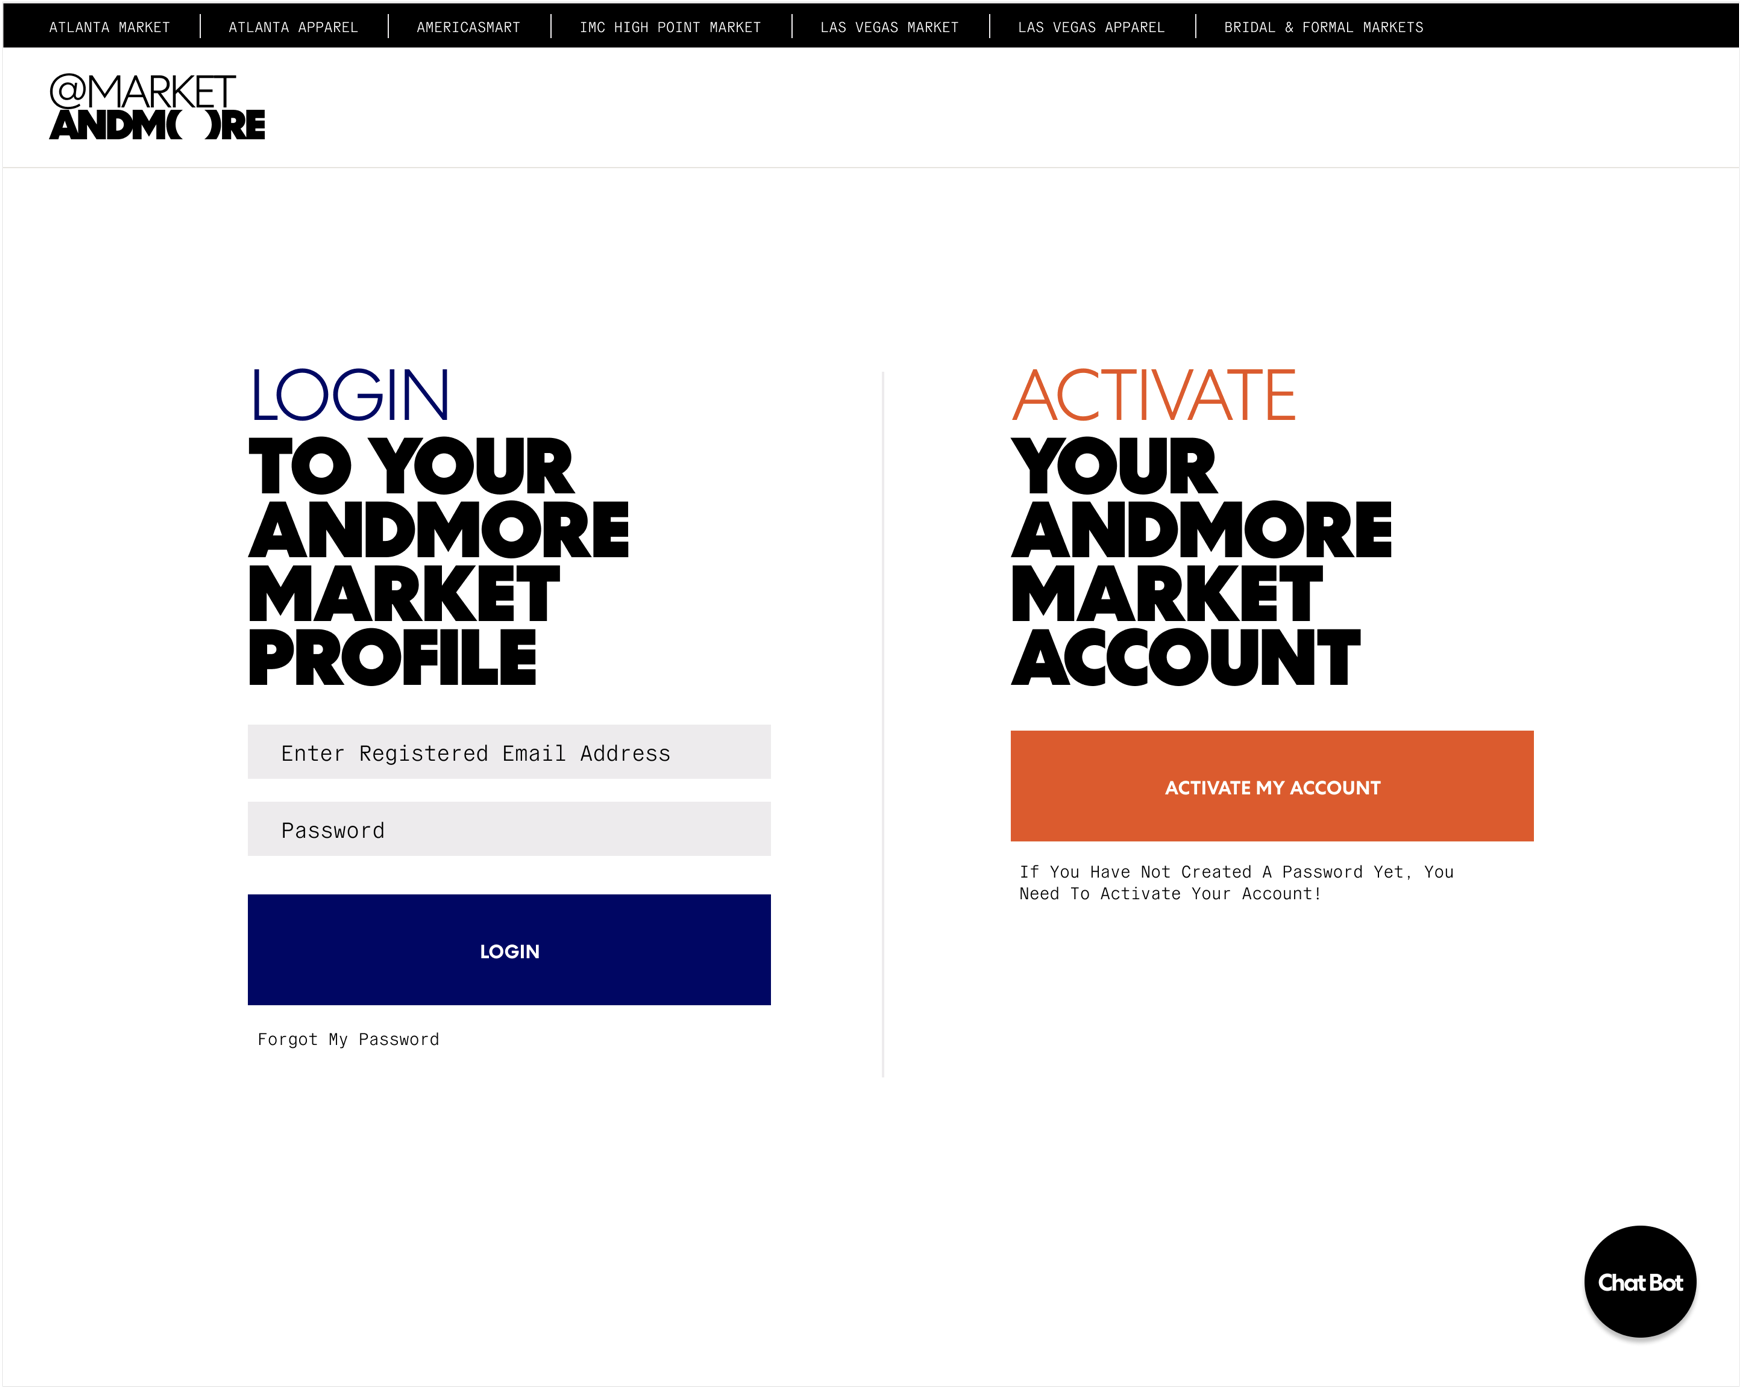 ATLANTA MARKET
ATLANTA APPAREL
AMERICASMART
IMC HIGH POINT MARKET
LAS VEGAS MARKET
LAS VEGAS APPAREL
BRIDAL & FORMAL MARKETS
@MARKET
ANDM( )RE
LOGIN
TO YOUR
ANDMORE
MARKET
PROFILE
Enter Registered Email Address
Password
LOGIN
Forgot My Password
ACTIVATE
YOUR
ANDMORE
MARKET
ACCOUNT
ACTIVATE MY ACCOUNT
If You Have Not Created A Password Yet, You
Need To Activate Your Account!
Chat Bot